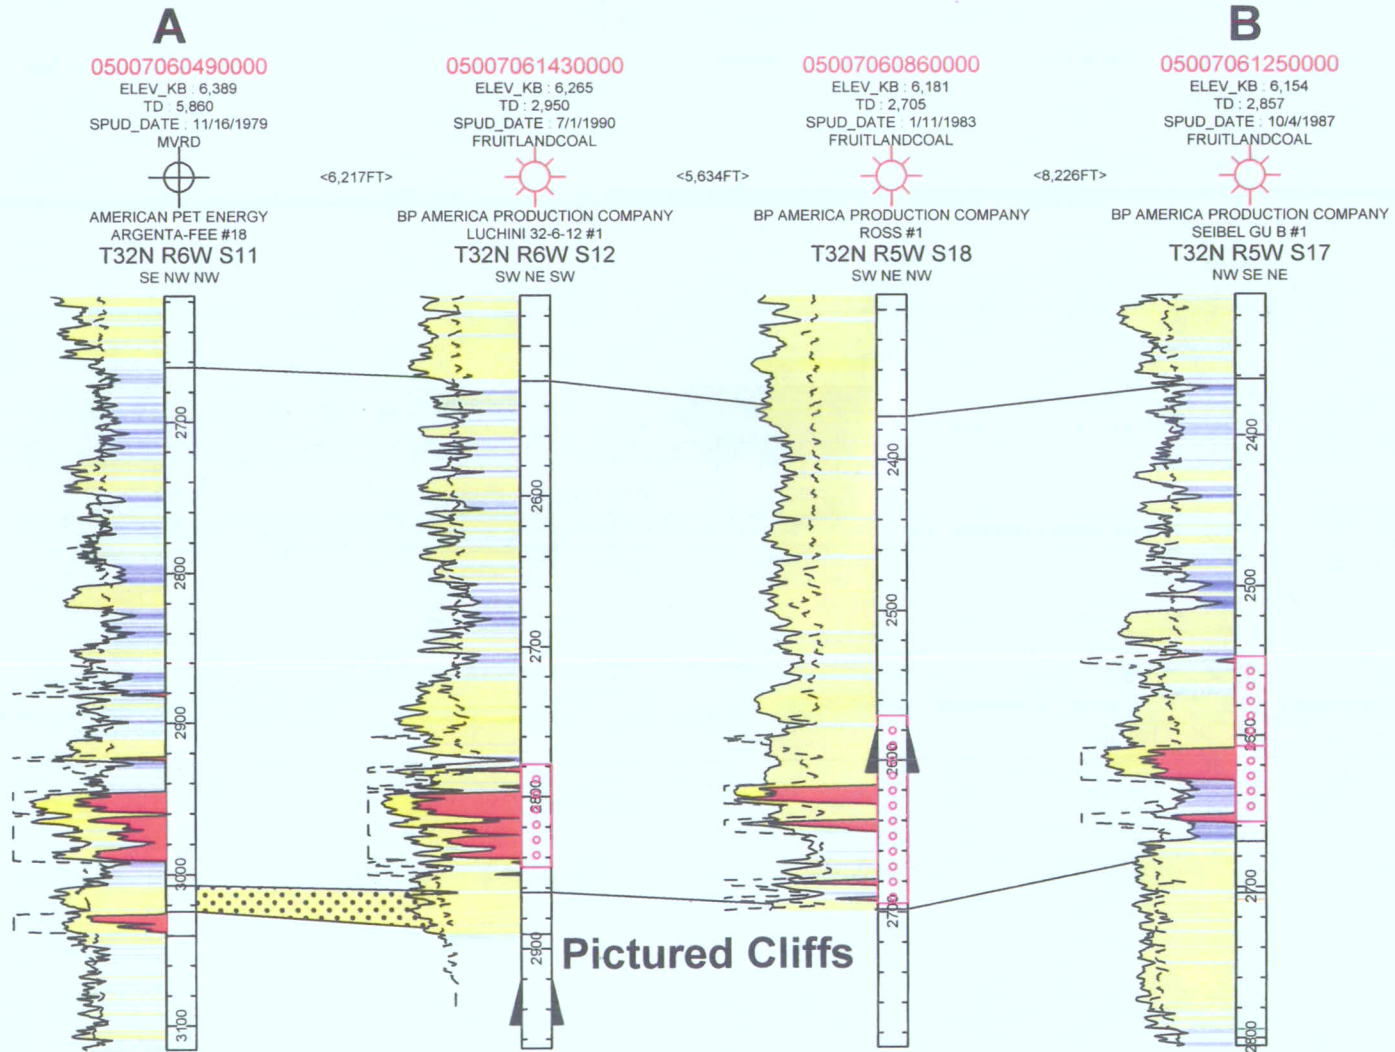 A
B
05007060490000
ELEV_KB : 6,389
TD : 5,860
SPUD_DATE : 11/16/1979
MVRD
AMERICAN PET ENERGY
ARGENTA-FEE #18
T32N R6W S11
SE NW NW
<6,217FT>
05007061430000
ELEV_KB : 6,265
TD : 2,950
SPUD_DATE : 7/1/1990
FRUITLANDCOAL
BP AMERICA PRODUCTION COMPANY
LUCHINI 32-6-12 #1
T32N R6W S12
SW NE SW
<5,634FT>
05007060860000
ELEV_KB : 6,181
TD : 2,705
SPUD_DATE : 1/11/1983
FRUITLANDCOAL
BP AMERICA PRODUCTION COMPANY
ROSS #1
T32N R5W S18
SW NE NW
<8,226FT>
05007061250000
ELEV_KB : 6,154
TD : 2,857
SPUD_DATE : 10/4/1987
FRUITLANDCOAL
BP AMERICA PRODUCTION COMPANY
SEIBEL GU B #1
T32N R5W S17
NW SE NE
2700
2800
2900
3000
3100
2600
2700
2800
2900
2400
2500
2600
2700
2400
2500
2600
2700
2800
Pictured Cliffs